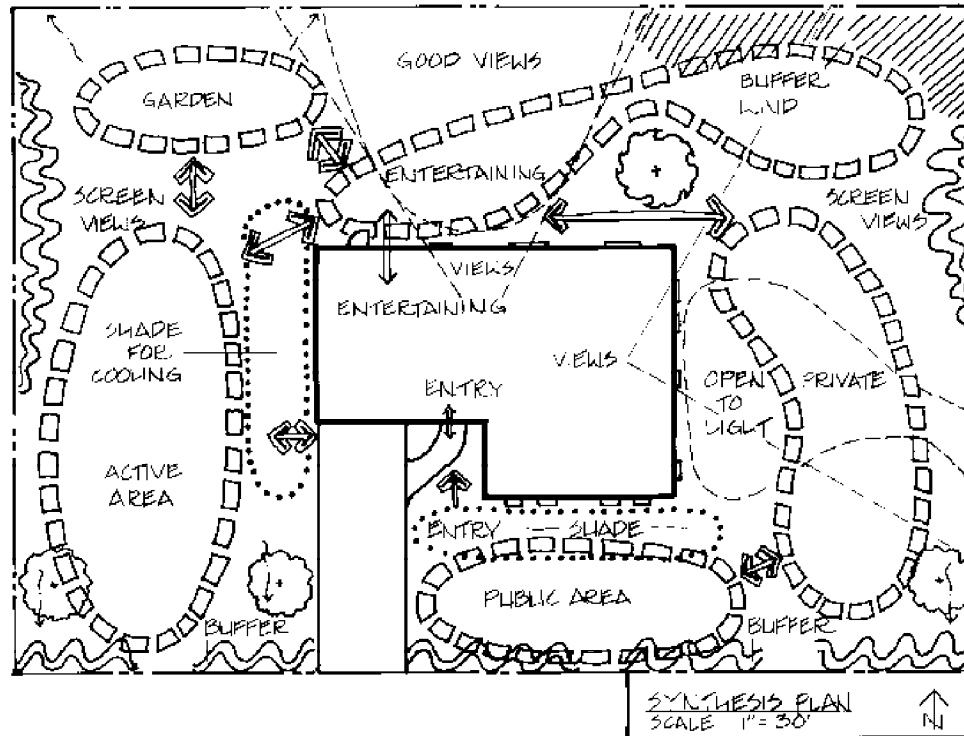 GOOD VIEWS
GARDEN
BUFFER
WIND
ENTERTAINING
SCREEN
VIEWS
SCREEN
VIEWS
VIEWS
ENTERTAINING
SHADE
FOR
COOLING
VIEWS
ENTRY
OPEN
TO
LIGHT
PRIVATE
ACTIVE
AREA
ENTRY
SHADE
PUBLIC AREA
BUFFER
BUFFER
SYNTHESIS PLAN
SCALE 1" = 30'
N